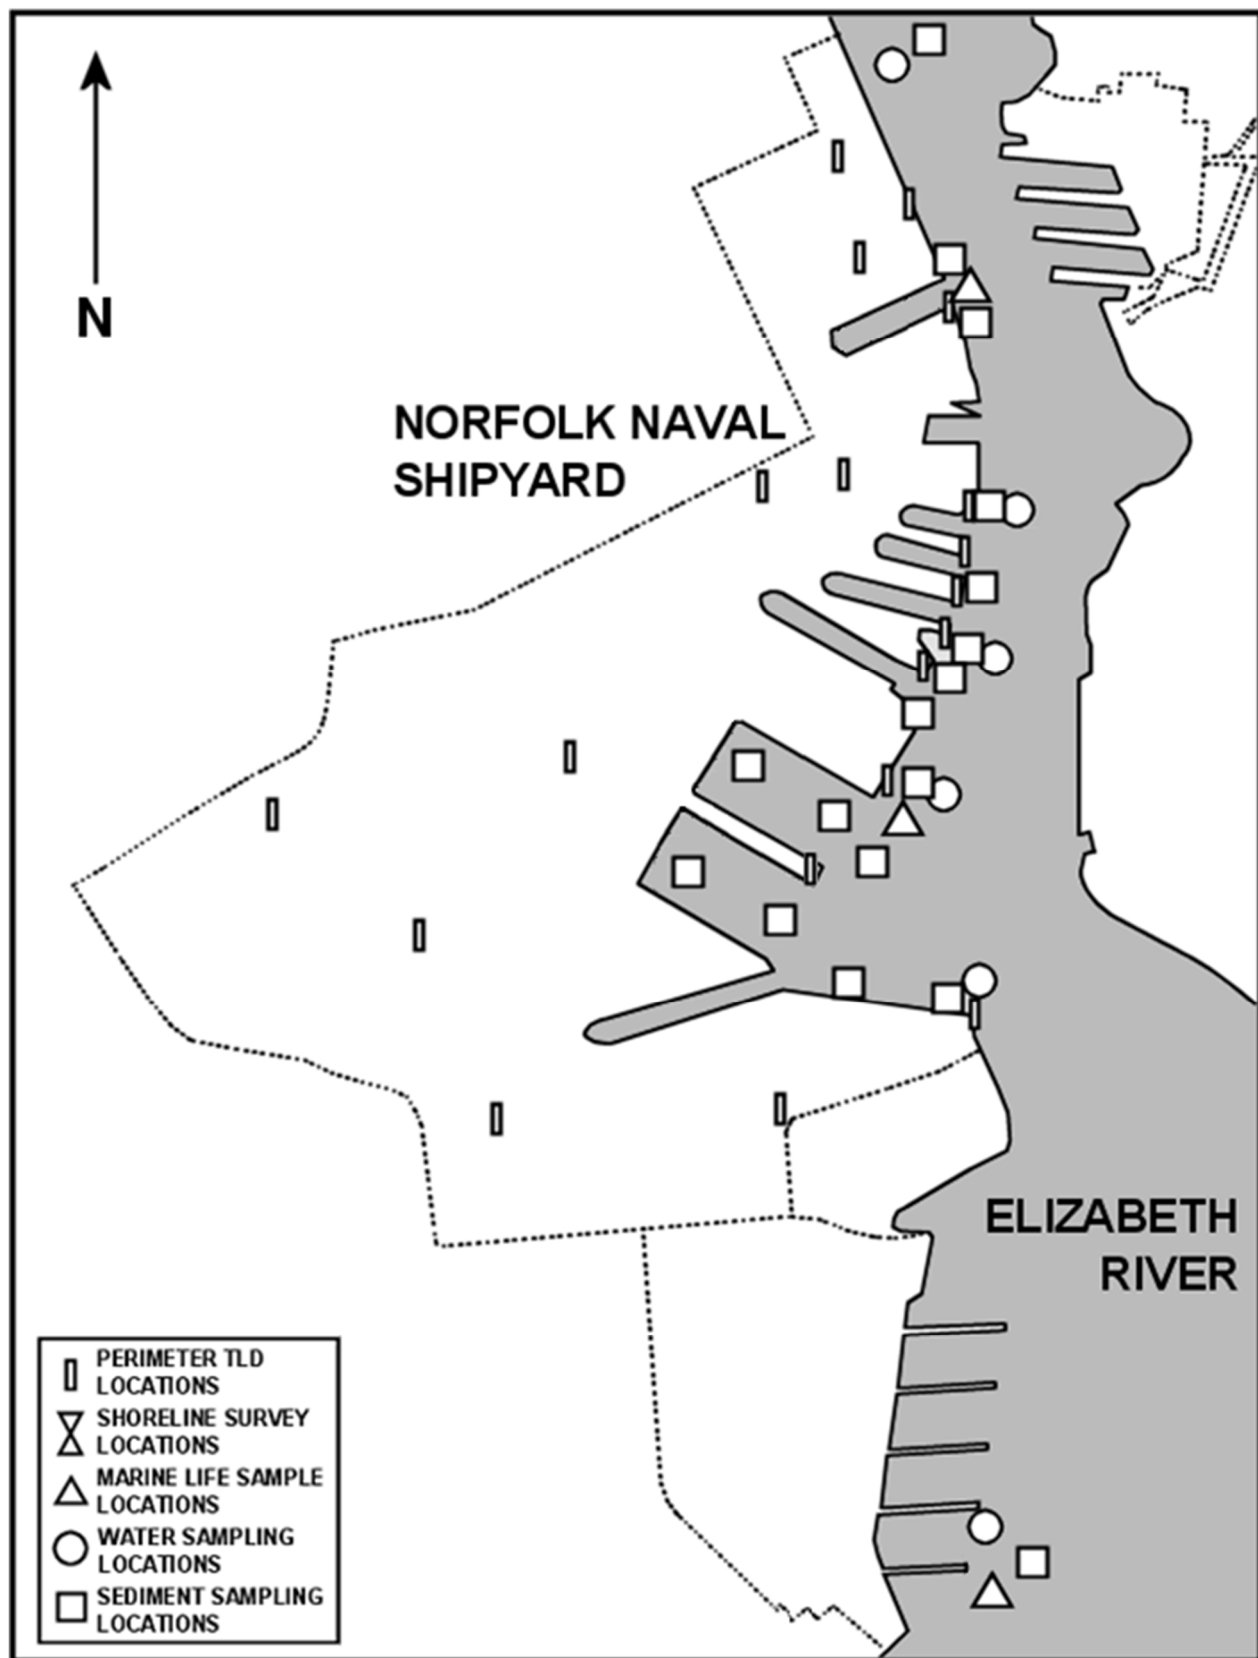 N
NORFOLK NAVAL
SHIPYARD
ELIZABETH
RIVER
PERIMETER TLD
LOCATIONS
SHORELINE SURVEY
LOCATIONS
MARINE LIFE SAMPLE
LOCATIONS
WATER SAMPLING
LOCATIONS
SEDIMENT SAMPLING
LOCATIONS